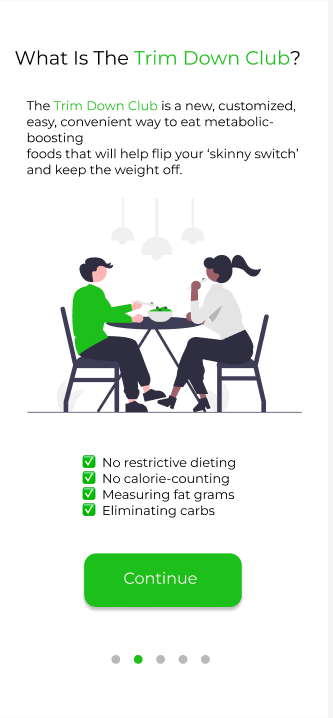 What Is The Trim Down Club?
The Trim Down Club is a new, customized,
easy, convenient way to eat metabolic-
boosting
foods that will help flip your ‘skinny switch’
and keep the weight off.
No restrictive dieting
No calorie-counting
Measuring fat grams
Eliminating carbs
Continue